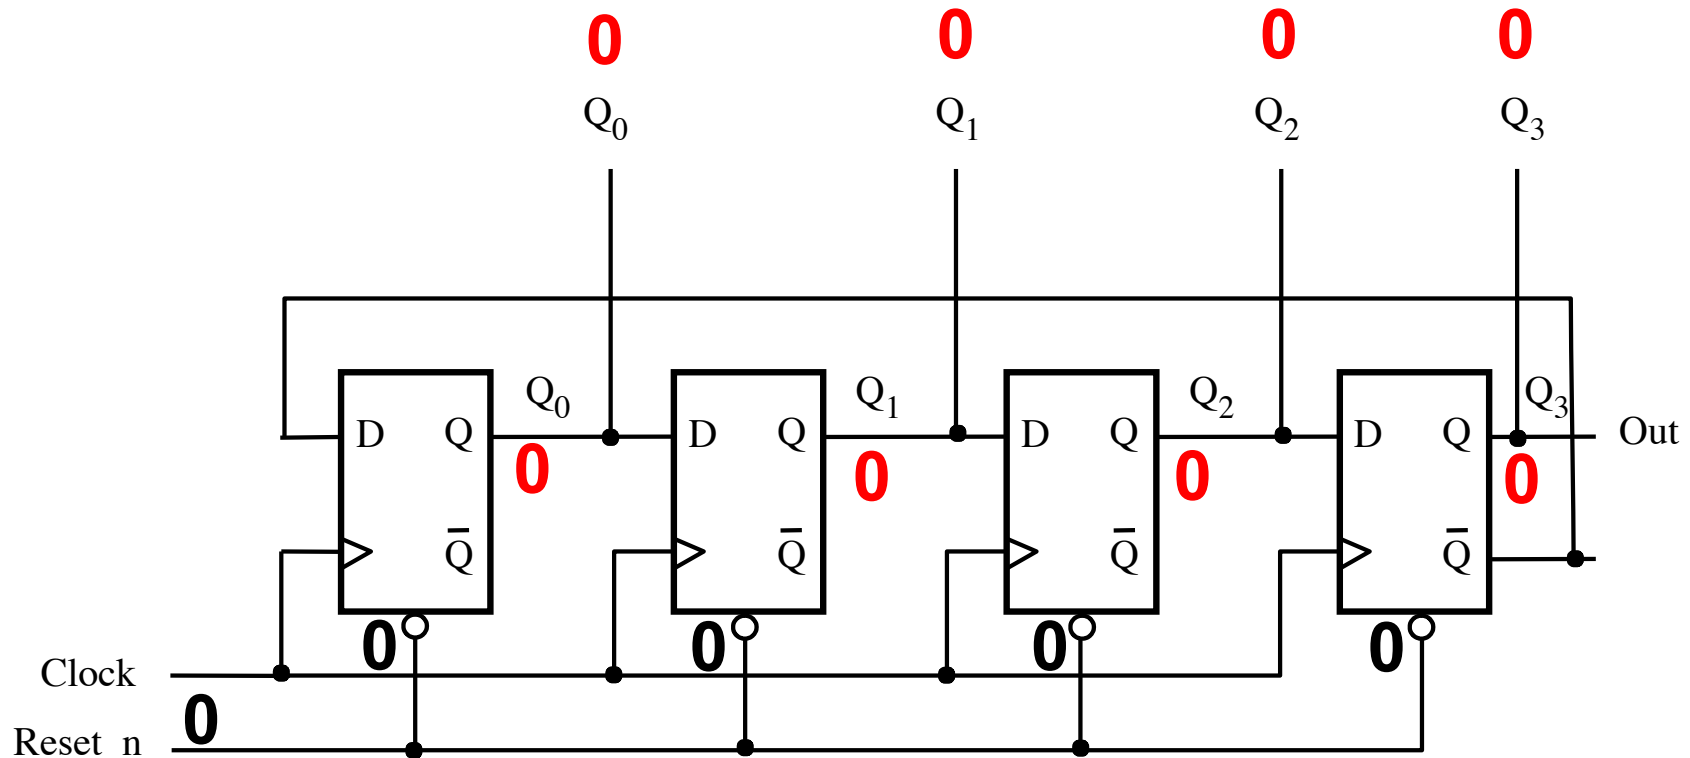 0 0 0 0
Q0 Q1 Q2 Q3
Q0 Q1 Q2 Q3
D Q D Q D Q D Q Out
0 0 0 0
Q̅ Q̅ Q̅ Q̅
0 0 0 0
Clock
0
Reset n